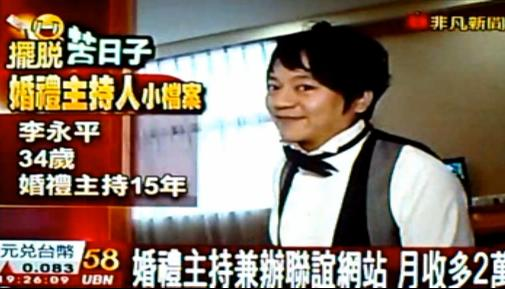 擺脫苦日子
非凡新聞
婚禮主持人小檔案
李永平
34歲
婚禮主持15年
元兌台幣
0.083
19:26:09
58
UBN
婚禮主持兼辦聯誼網站 月收多2萬